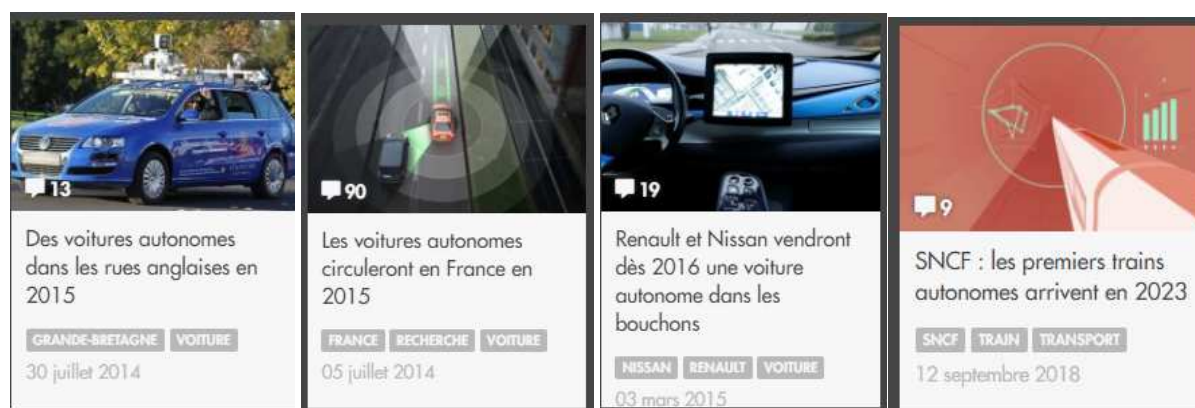 13
Des voitures autonomes
dans les rues anglaises en
2015
GRANDE-BRETAGNE VOITURE
30 juillet 2014
90
Les voitures autonomes
circuleront en France en
2015
FRANCE RECHERCHE VOITURE
05 juillet 2014
19
Renault et Nissan vendront
dès 2016 une voiture
autonome dans les
bouchons
NISSAN RENAULT VOITURE
03 mars 2015
9
SNCF : les premiers trains
autonomes arrivent en 2023
SNCF TRAIN TRANSPORT
12 septembre 2018